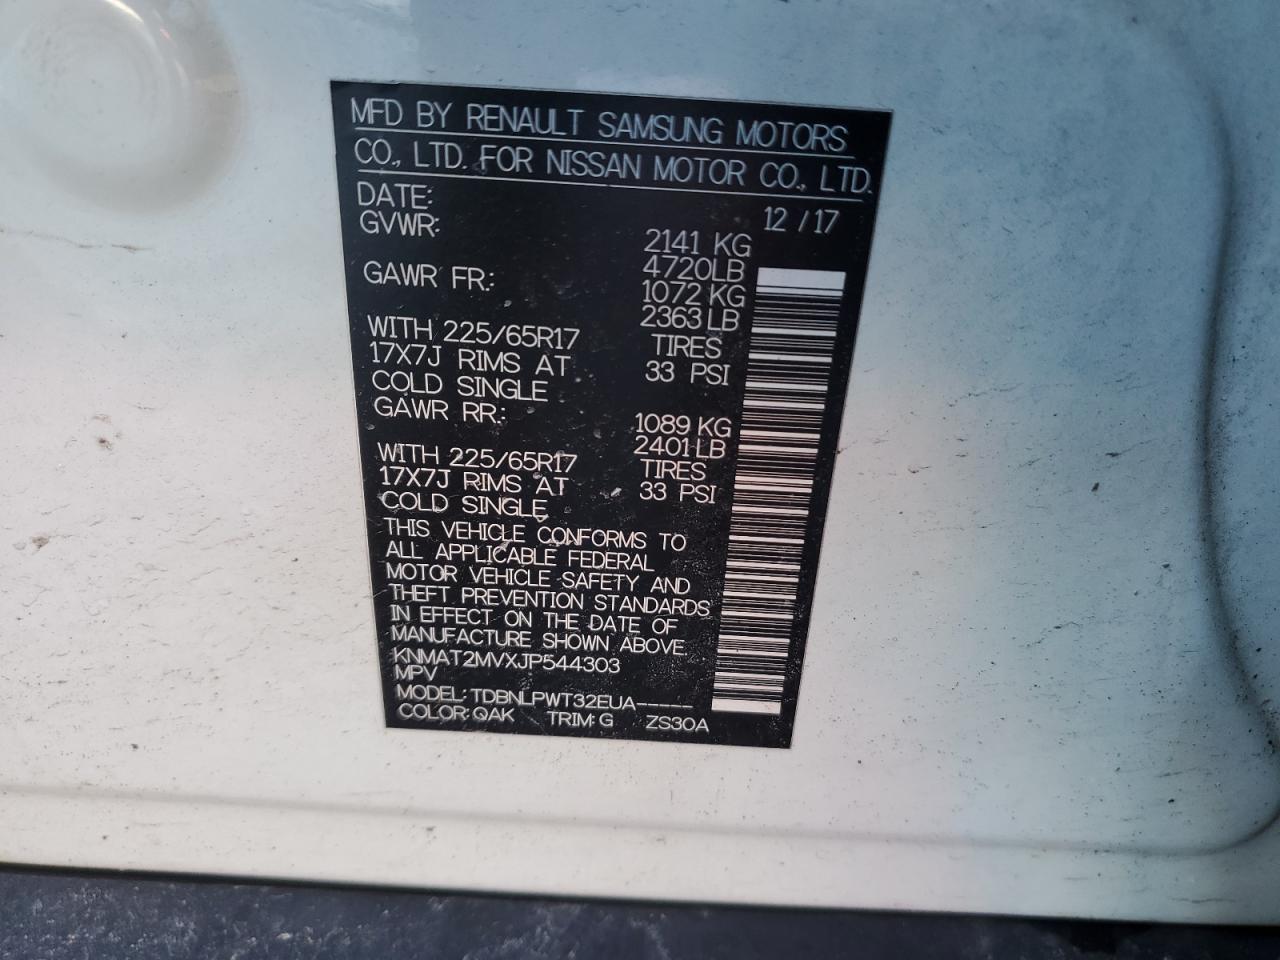 MFD BY RENAULT SAMSUNG MOTORS
CO., LTD. FOR NISSAN MOTOR CO., LTD.
DATE: 12 / 17
GVWR: 2141 KG
4720LB
GAWR FR: 1072 KG
2363 LB
WITH 225/65R17 TIRES
17X7J RIMS AT 33 PSI
COLD SINGLE
GAWR RR: 1089 KG
2401 LB
WITH 225/65R17 TIRES
17X7J RIMS AT 33 PSI
COLD SINGLE
THIS VEHICLE CONFORMS TO
ALL APPLICABLE FEDERAL
MOTOR VEHICLE SAFETY AND
THEFT PREVENTION STANDARDS
IN EFFECT ON THE DATE OF
MANUFACTURE SHOWN ABOVE.
KNMAT2MVXJP544303
MPV
MODEL: TDBNLPWT32EUA-----
COLOR: QAK TRIM: G ZS30A